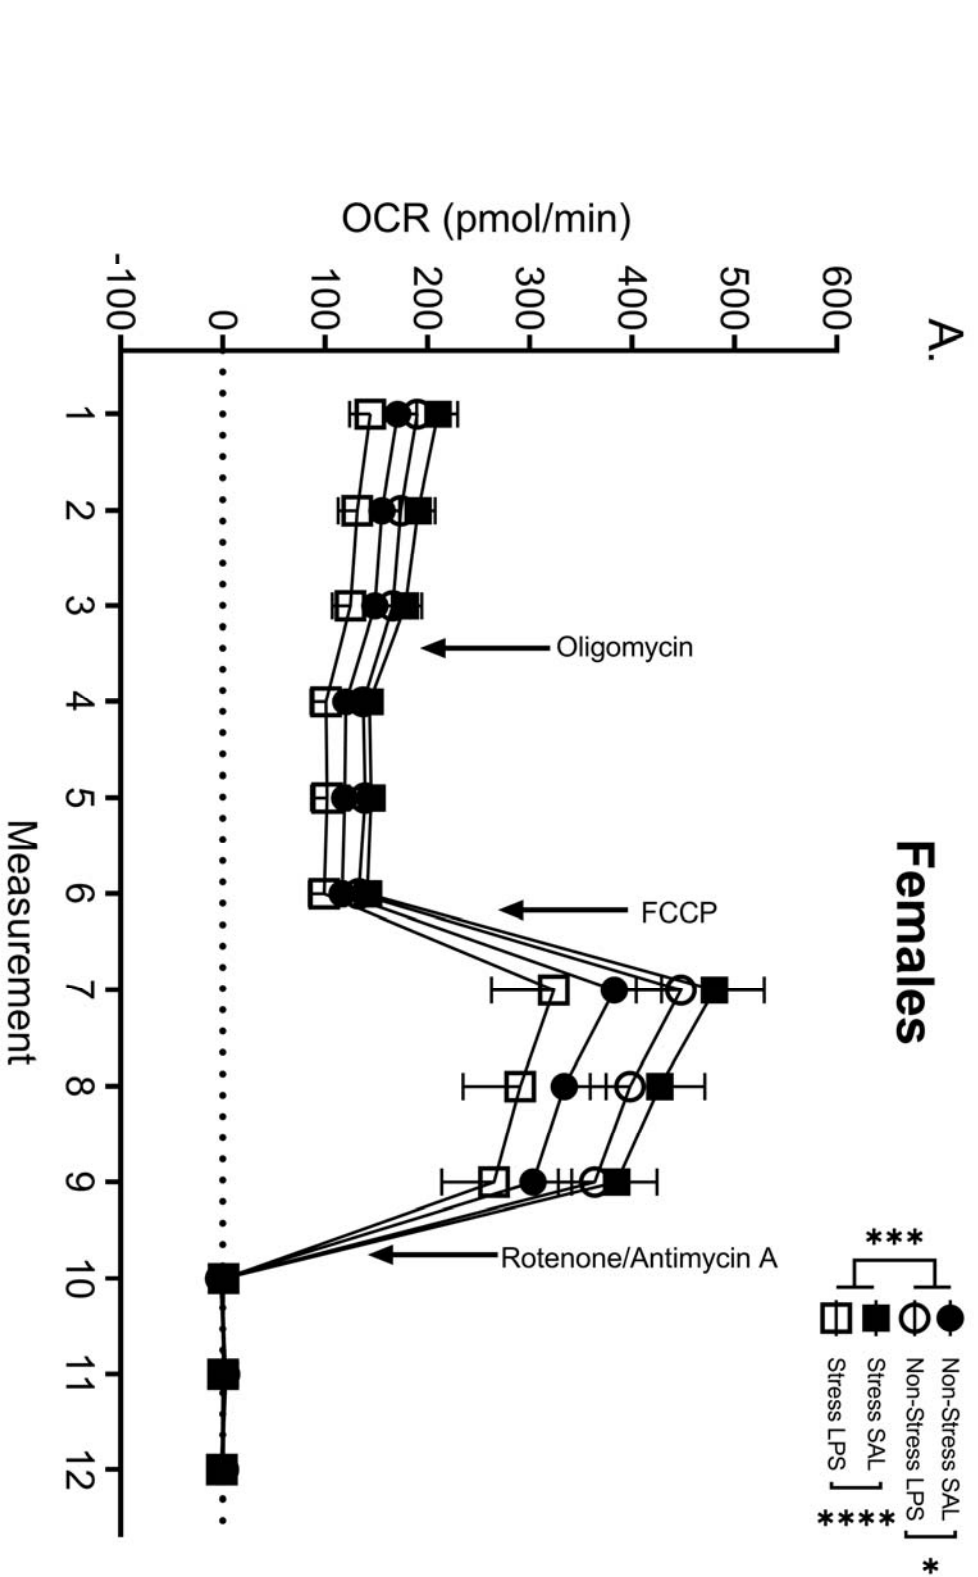 A.
Females
OCR (pmol/min)
600
500
400
300
200
100
0
-100
Oligomycin
FCCP
Rotenone/Antimycin A
1 2 3 4 5 6 7 8 9 10 11 12
Measurement
***
Non-Stress SAL
Non-Stress LPS
*
Stress SAL
Stress LPS
****